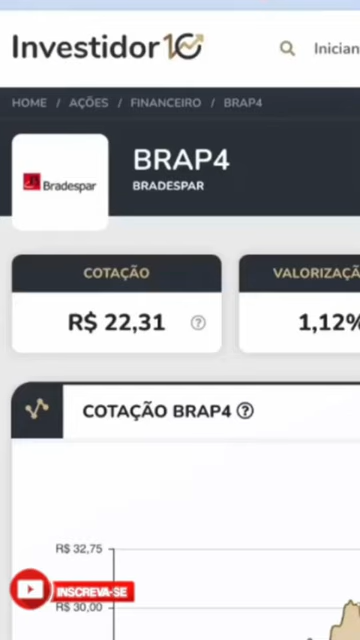 Investidor10
Inician
HOME / AÇÕES / FINANCEIRO / BRAP4
Bradespar
BRAP4
BRADESPAR
COTAÇÃO
VALORIZAÇÃ
R$ 22,31
1,12%
COTAÇÃO BRAP4
R$ 32,75
INSCREVA-SE
R$ 30,00